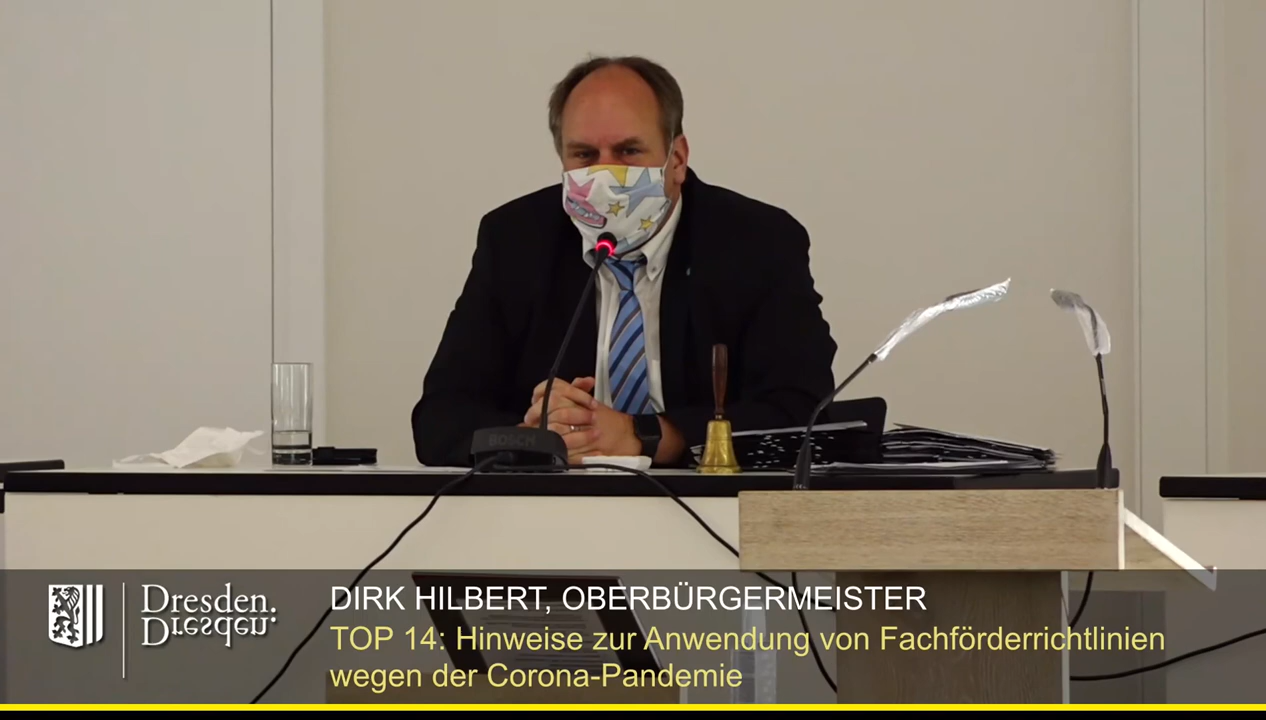 BOSCH
Dresden.
Dresden.
DIRK HILBERT, OBERBÜRGERMEISTER
TOP 14: Hinweise zur Anwendung von Fachförderrichtlinien
wegen der Corona-Pandemie